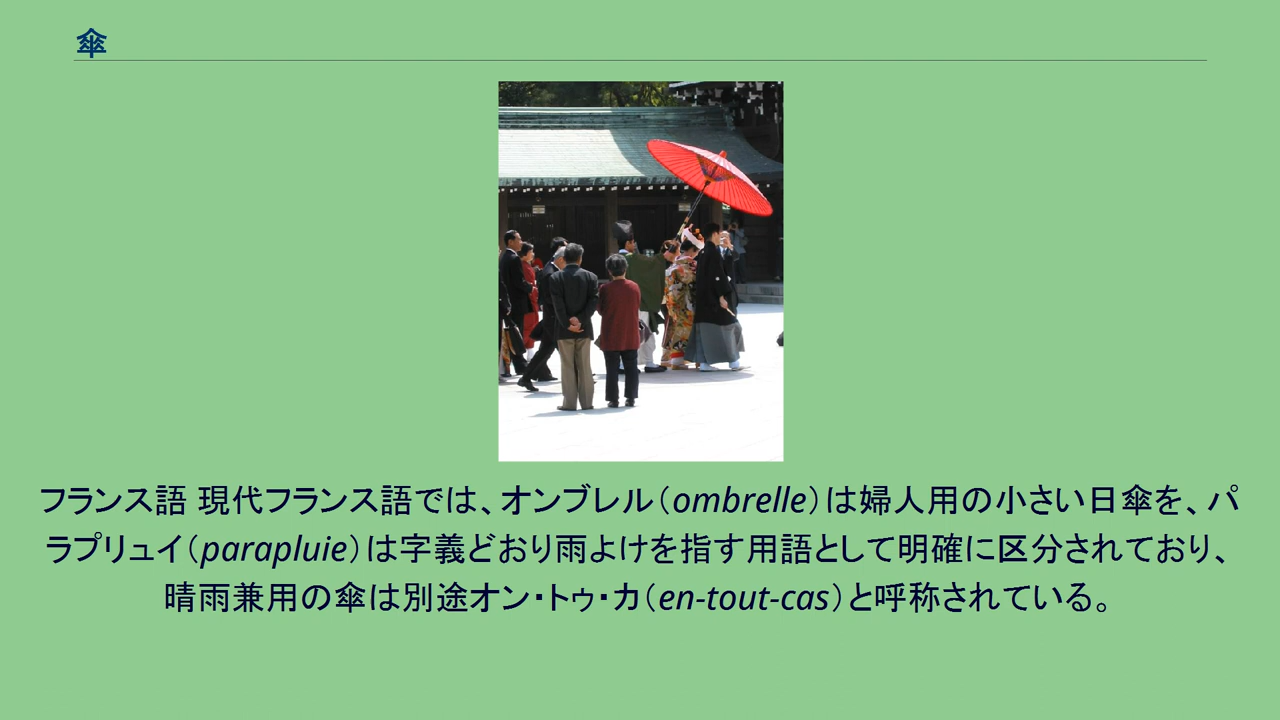 傘
フランス語 現代フランス語では、オンブレル（ombrelle）は婦人用の小さい日傘を、パ
ラプリュイ（parapluie）は字義どおり雨よけを指す用語として明確に区分されており、
晴雨兼用の傘は別途オン・トゥ・カ（en-tout-cas）と呼称されている。